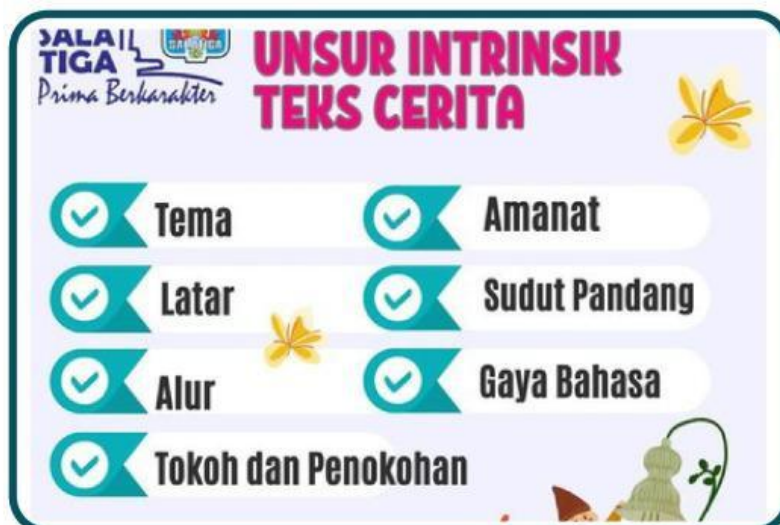 SALA
TIGA
Prima Berkarakter
SALATIGA
UNSUR INTRINSIK
TEKS CERITA
Tema
Latar
Alur
Tokoh dan Penokohan
Amanat
Sudut Pandang
Gaya Bahasa